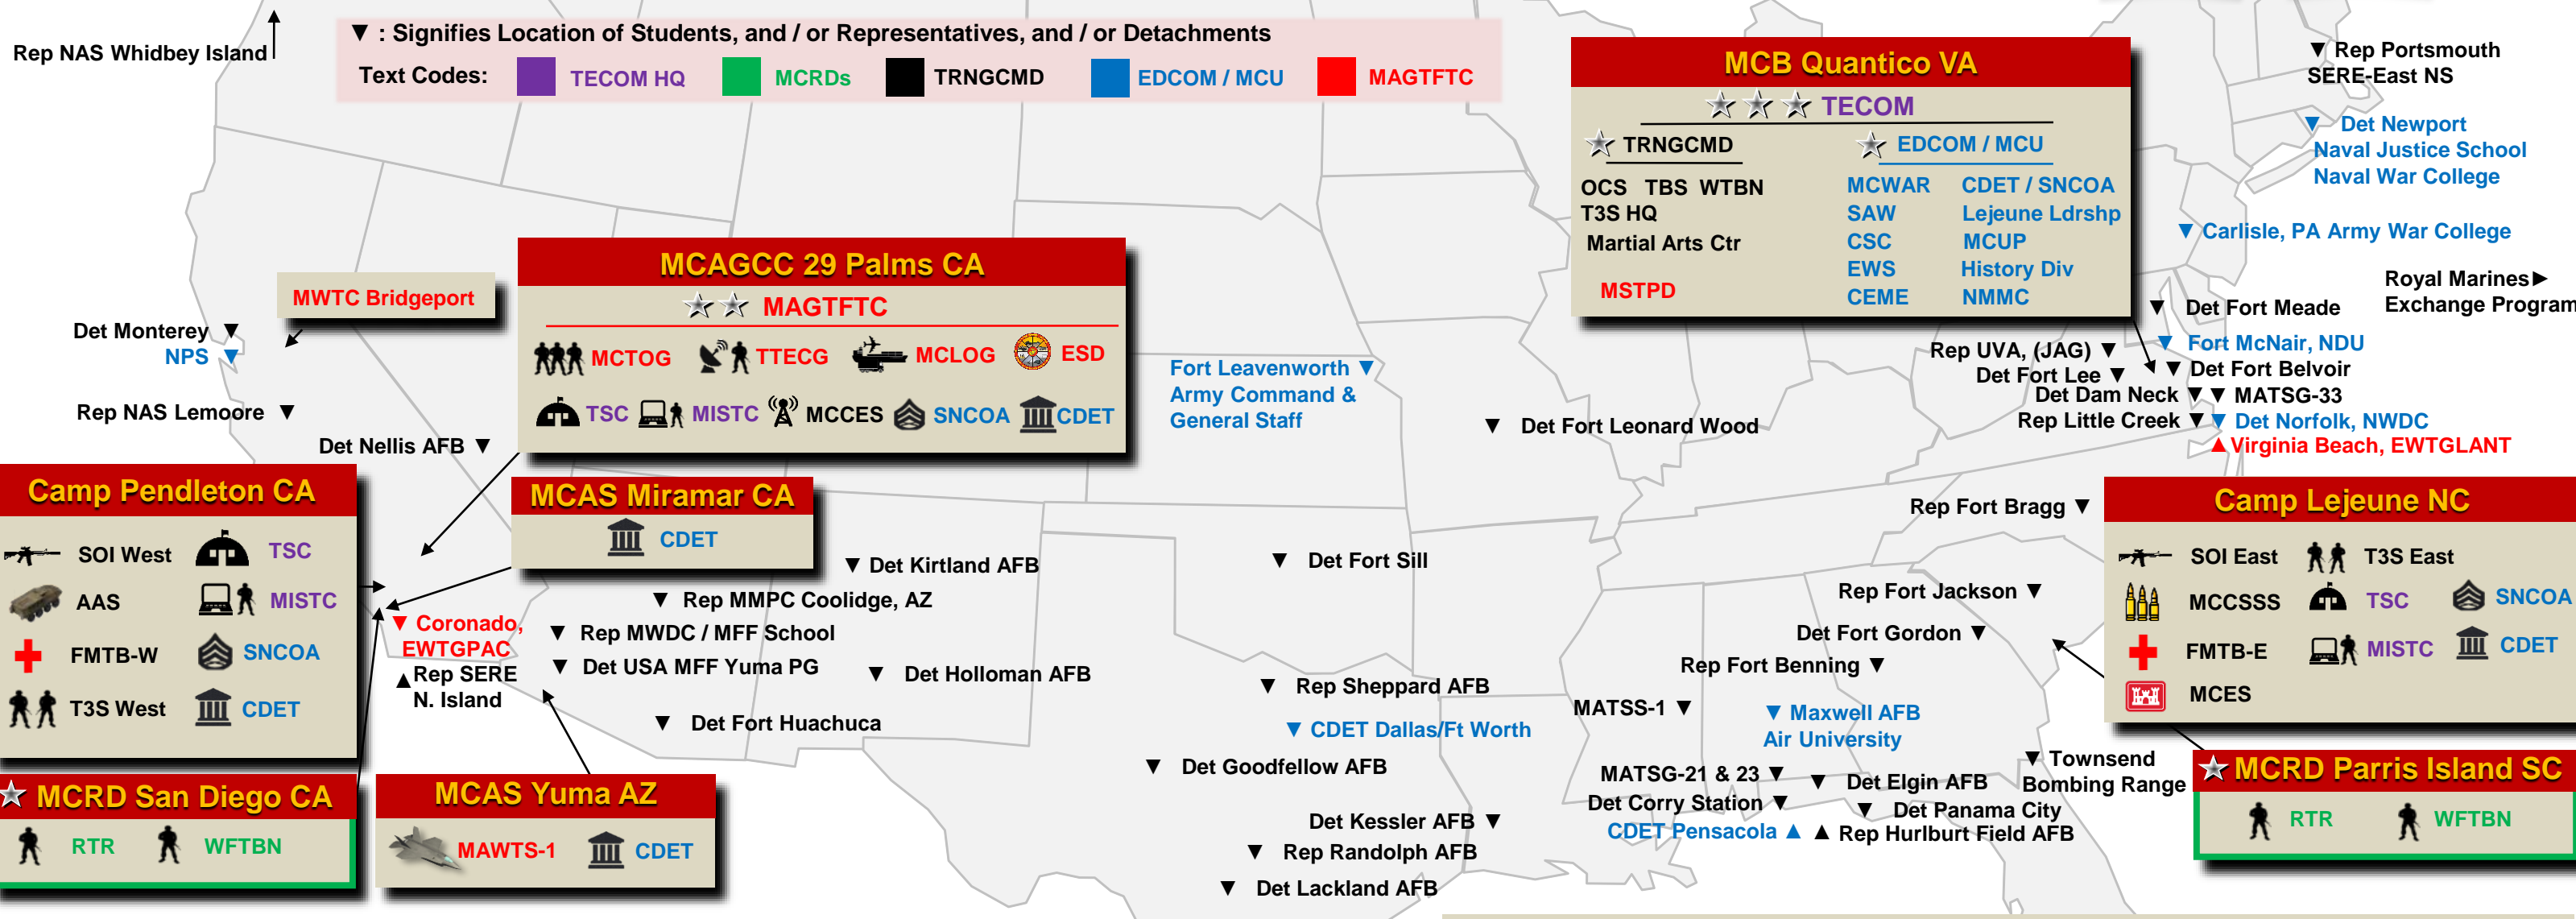 Rep NAS Whidbey Island
▼ : Signifies Location of Students, and / or Representatives, and / or Detachments
Text Codes: TECOM HQ MCRDs TRNGCMD EDCOM / MCU MAGTFTC
MCB Quantico VA
TECOM
TRNGCMD
OCS TBS WTBN
T3S HQ
Martial Arts Ctr
MSTPD
EDCOM / MCU
MCWAR CDET / SNCOA
SAW Lejeune Ldrshp
CSC MCUP
EWS History Div
CEME NMMC
▼ Rep Portsmouth
SERE-East NS
▼ Det Newport
Naval Justice School
Naval War College
▼ Carlisle, PA Army War College
Royal Marines►
Exchange Program
▼ Det Fort Meade
▼ Fort McNair, NDU
Rep UVA, (JAG) ▼
▼ Det Fort Belvoir
Det Fort Lee ▼
Det Dam Neck ▼
▼ MATSG-33
Rep Little Creek ▼
▼ Det Norfolk, NWDC
▲Virginia Beach, EWTGLANT
MCAGCC 29 Palms CA
MAGTFTC
MCTOG TTECG MCLOG ESD
TSC MISTC MCCES SNCOA CDET
MWTC Bridgeport
Det Monterey ▼
NPS ▼
Rep NAS Lemoore ▼
Det Nellis AFB ▼
Fort Leavenworth ▼
Army Command &
General Staff
▼ Det Fort Leonard Wood
Camp Pendleton CA
SOI West TSC
AAS MISTC
FMTB-W SNCOA
T3S West CDET
MCAS Miramar CA
CDET
▼ Coronado,
EWTGPAC
▲Rep SERE
N. Island
▼ Det Kirtland AFB
▼ Rep MMPC Coolidge, AZ
▼ Rep MWDC / MFF School
▼ Det USA MFF Yuma PG
▼ Det Holloman AFB
▼ Det Fort Huachuca
▼ Det Fort Sill
▼ Rep Sheppard AFB
▼ CDET Dallas/Ft Worth
▼ Det Goodfellow AFB
Det Kessler AFB ▼
▼ Rep Randolph AFB
▼ Det Lackland AFB
Rep Fort Bragg ▼
Rep Fort Jackson ▼
Det Fort Gordon ▼
Rep Fort Benning ▼
MATSS-1 ▼
▼ Maxwell AFB
Air University
MATSG-21 & 23 ▼
▼ Det Elgin AFB
Det Corry Station ▼
▼ Det Panama City
CDET Pensacola ▲
▲ Rep Hurlburt Field AFB
▼ Townsend
Bombing Range
Camp Lejeune NC
SOI East T3S East
MCCSSS TSC SNCOA
FMTB-E MISTC CDET
MCES
MCRD San Diego CA
RTR WFTBN
MCAS Yuma AZ
MAWTS-1 CDET
MCRD Parris Island SC
RTR WFTBN